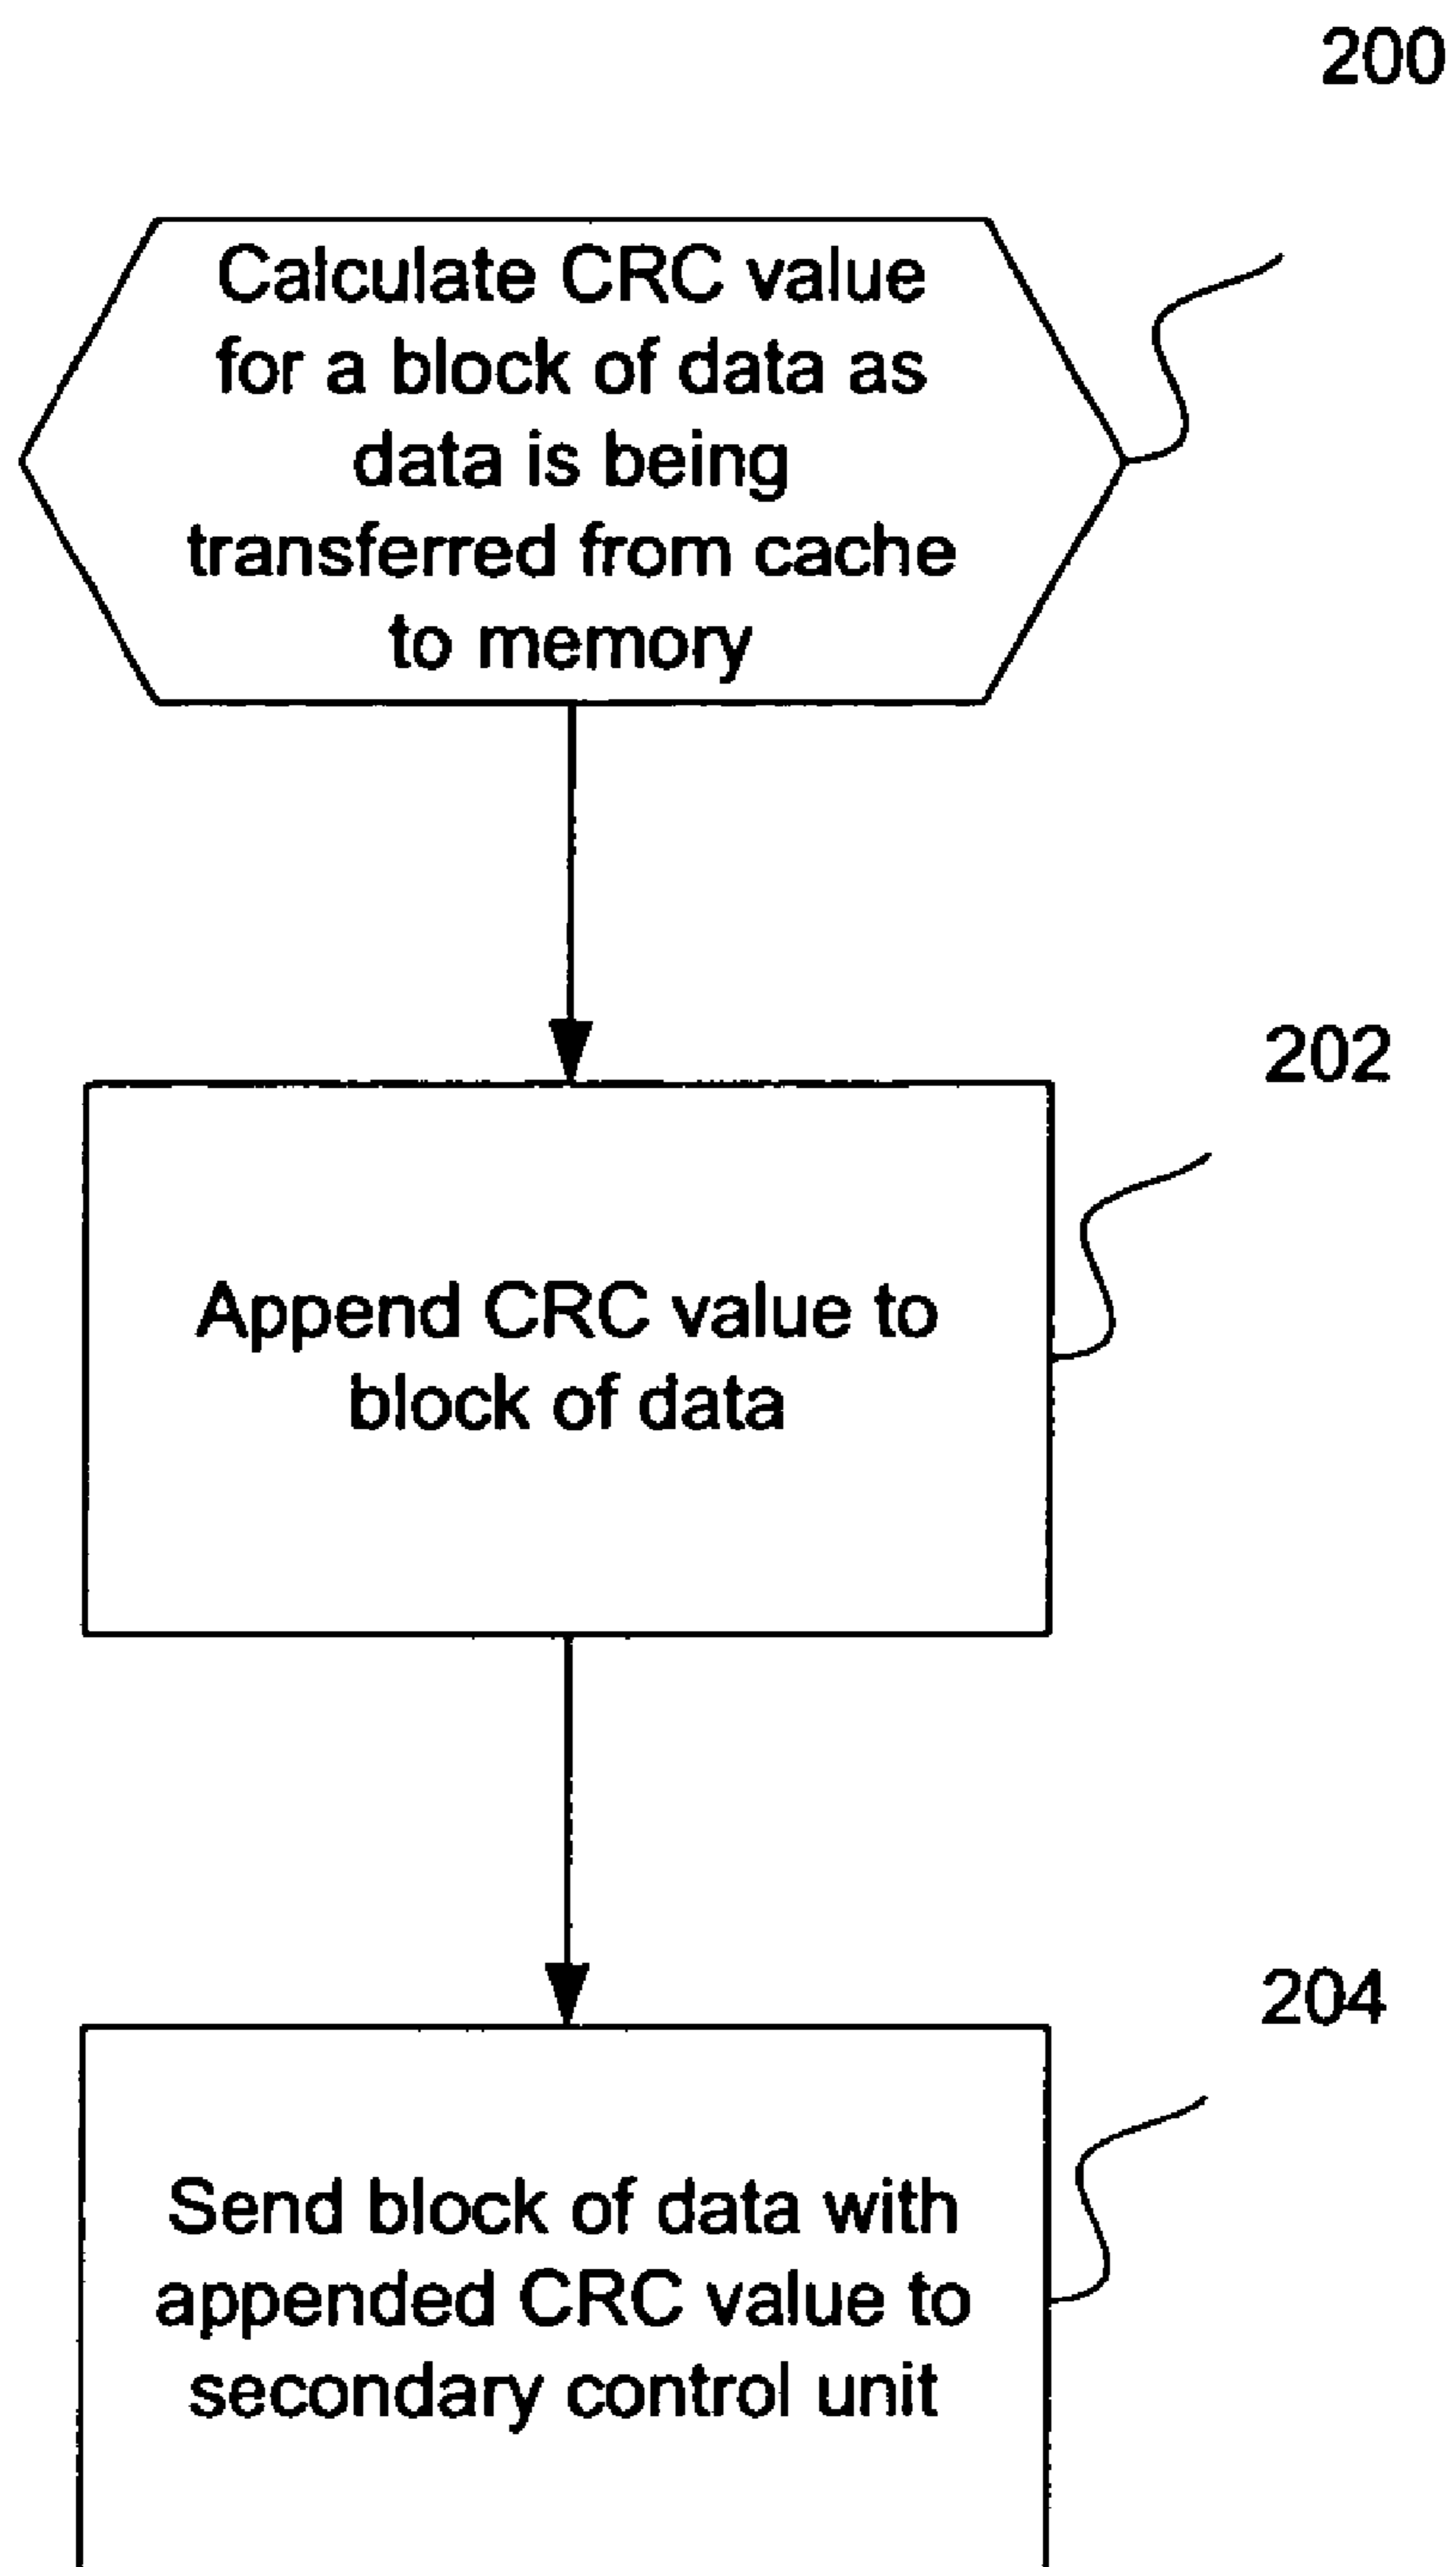 200
Calculate CRC value
for a block of data as
data is being
transferred from cache
to memory
202
Append CRC value to
block of data
204
Send block of data with
appended CRC value to
secondary control unit